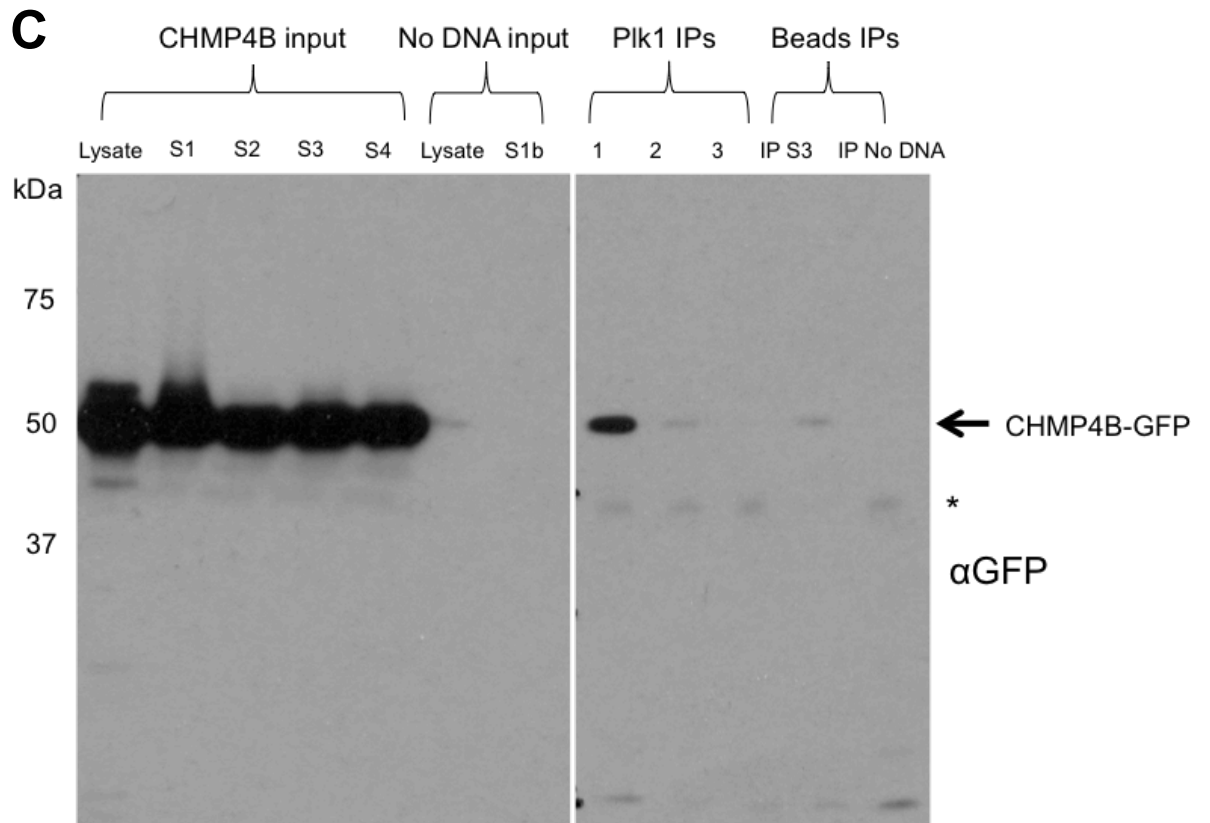 C
CHMP4B input No DNA input Plk1 IPs Beads IPs
Lysate S1 S2 S3 S4 Lysate S1b 1 2 3 IP S3 IP No DNA
kDa
75
50 CHMP4B-GFP
*
37
αGFP